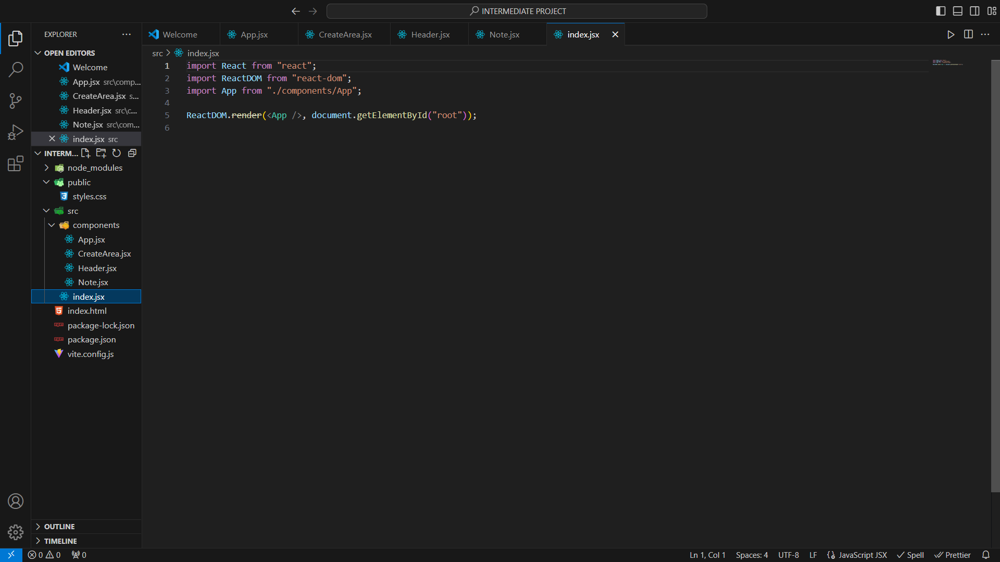 INTERMEDIATE PROJECT
EXPLORER
Welcome
App.jsx
CreateArea.jsx
Header.jsx
Note.jsx
index.jsx
OPEN EDITORS
Welcome
App.jsx src\comp...
CreateArea.jsx s...
Header.jsx src\c...
Note.jsx src\com...
index.jsx src
INTERM...
node_modules
public
styles.css
src
components
App.jsx
CreateArea.jsx
Header.jsx
Note.jsx
index.jsx
index.html
package-lock.json
package.json
vite.config.js
OUTLINE
TIMELINE
src > index.jsx
1 import React from "react";
2 import ReactDOM from "react-dom";
3 import App from "./components/App";
4
5 ReactDOM.render(<App />, document.getElementById("root"));
6
0 0 0
Ln 1, Col 1
Spaces: 4
UTF-8
LF
JavaScript JSX
Spell
Prettier